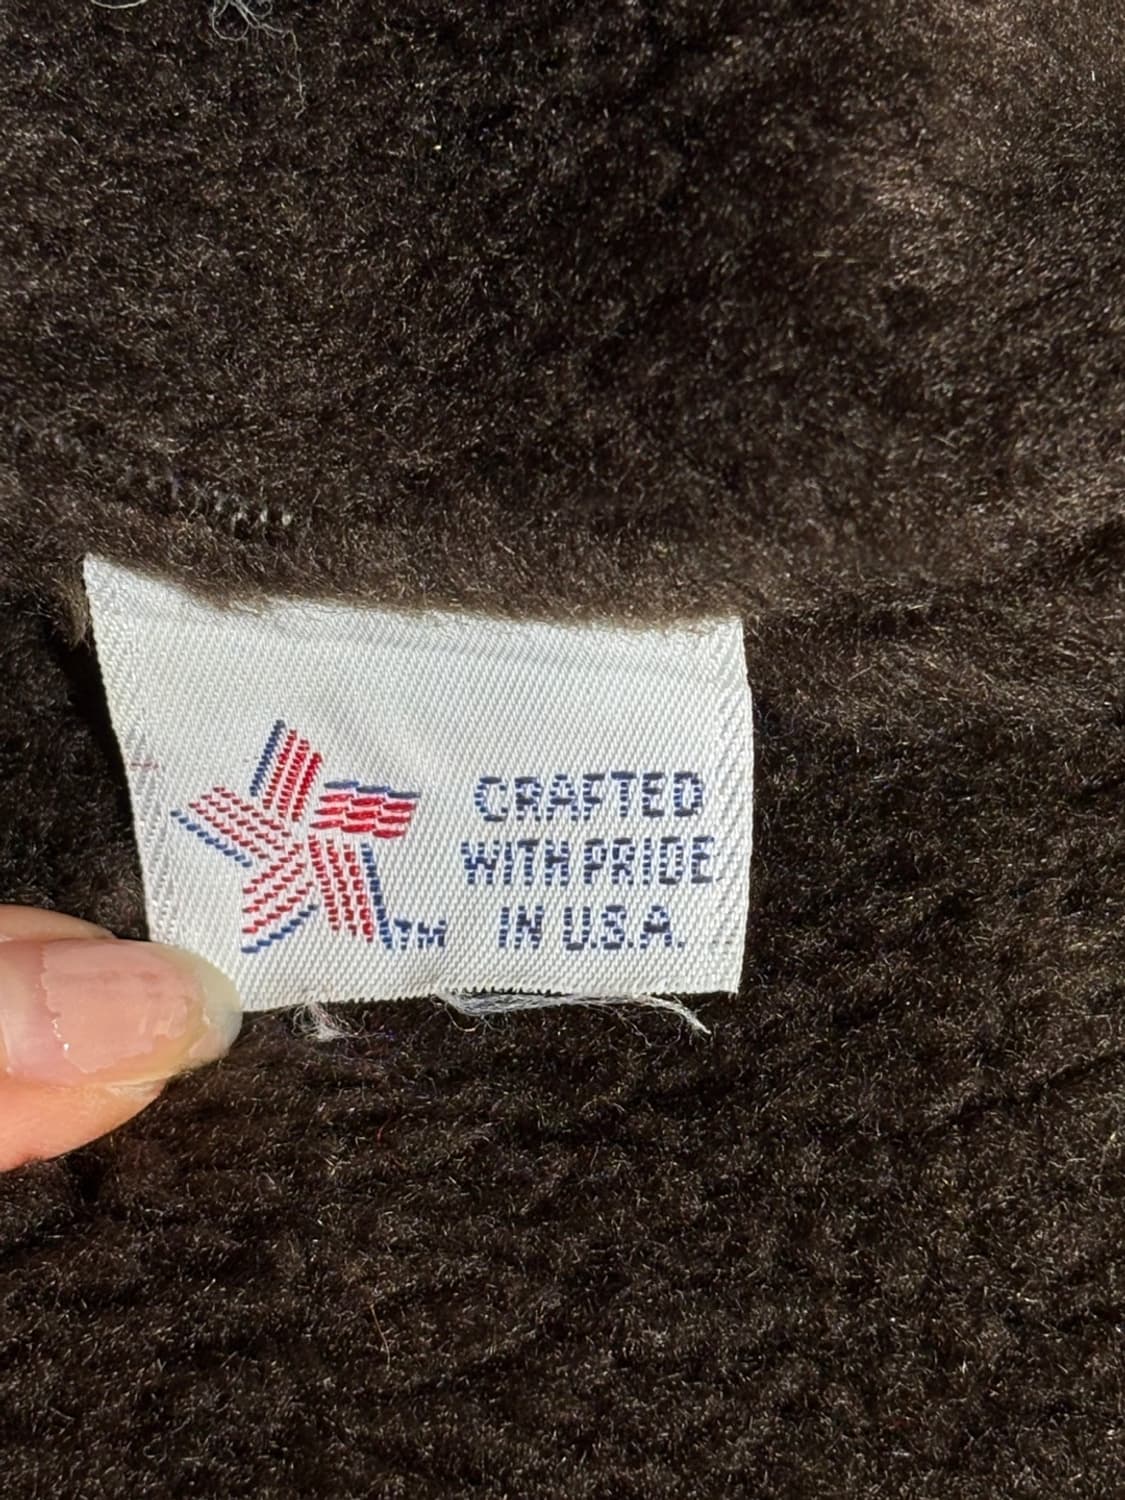 CRAFTED
WITH PRIDE
IN U.S.A.
TM